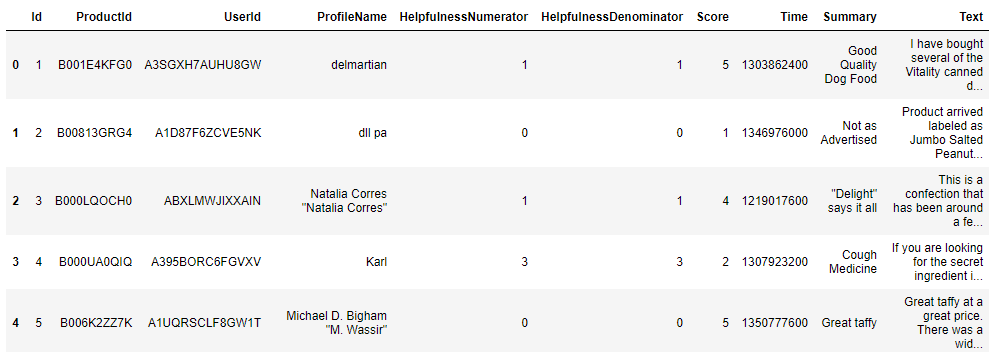 Id ProductId UserId ProfileName HelpfulnessNumerator HelpfulnessDenominator Score Time Summary Text
0 1 B001E4KFG0 A3SGXH7AUHU8GW delmartian 1 1 5 1303862400 Good Quality Dog Food I have bought several of the Vitality canned d...
1 2 B00813GRG4 A1D87F6ZCVE5NK dll pa 0 0 1 1346976000 Not as Advertised Product arrived labeled as Jumbo Salted Peanut...
2 3 B000LQOCH0 ABXLMWJIXXAIN Natalia Corres "Natalia Corres" 1 1 4 1219017600 "Delight" says it all This is a confection that has been around a fe...
3 4 B000UA0QIQ A395BORC6FGVXV Karl 3 3 2 1307923200 Cough Medicine If you are looking for the secret ingredient i...
4 5 B006K2ZZ7K A1UQRSCLF8GW1T Michael D. Bigham "M. Wassir" 0 0 5 1350777600 Great taffy Great taffy at a great price. There was a wid...